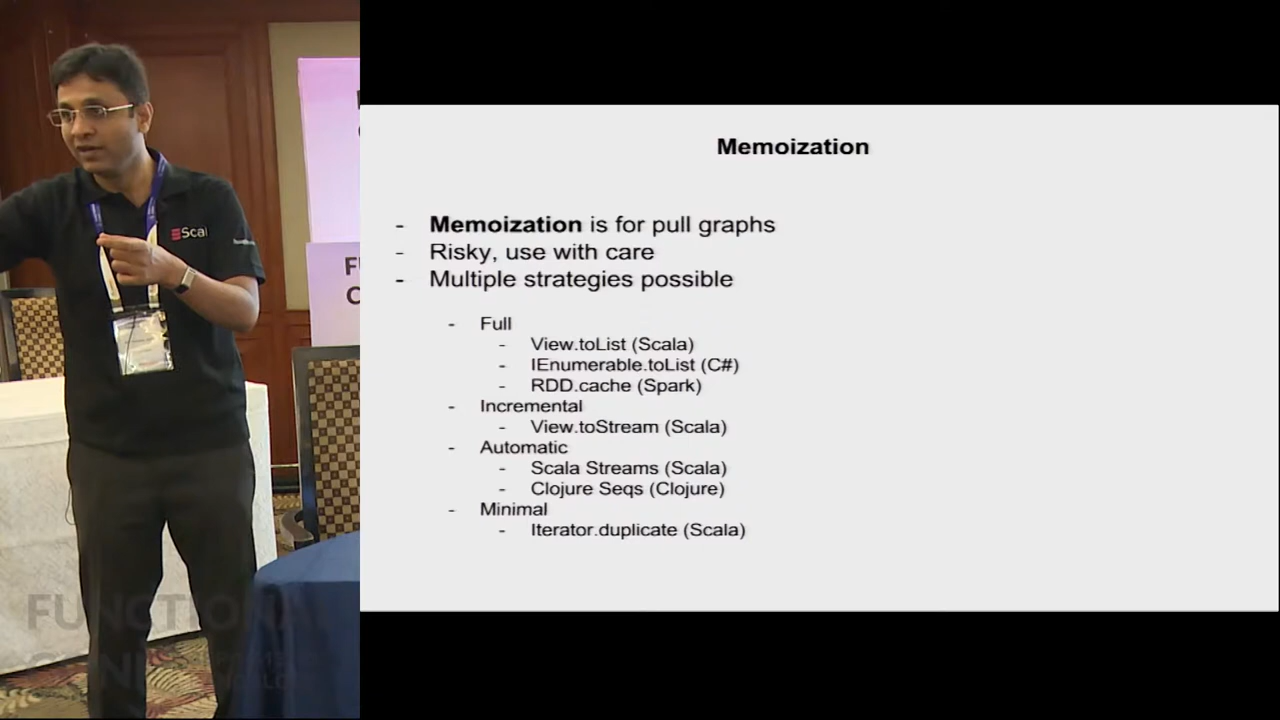 Memoization
- Memoization is for pull graphs
- Risky, use with care
- Multiple strategies possible
- Full
- View.toList (Scala)
- IEnumerable.toList (C#)
- RDD.cache (Spark)
- Incremental
- View.toStream (Scala)
- Automatic
- Scala Streams (Scala)
- Clojure Seqs (Clojure)
- Minimal
- Iterator.duplicate (Scala)
Scal
FUNCTIONA